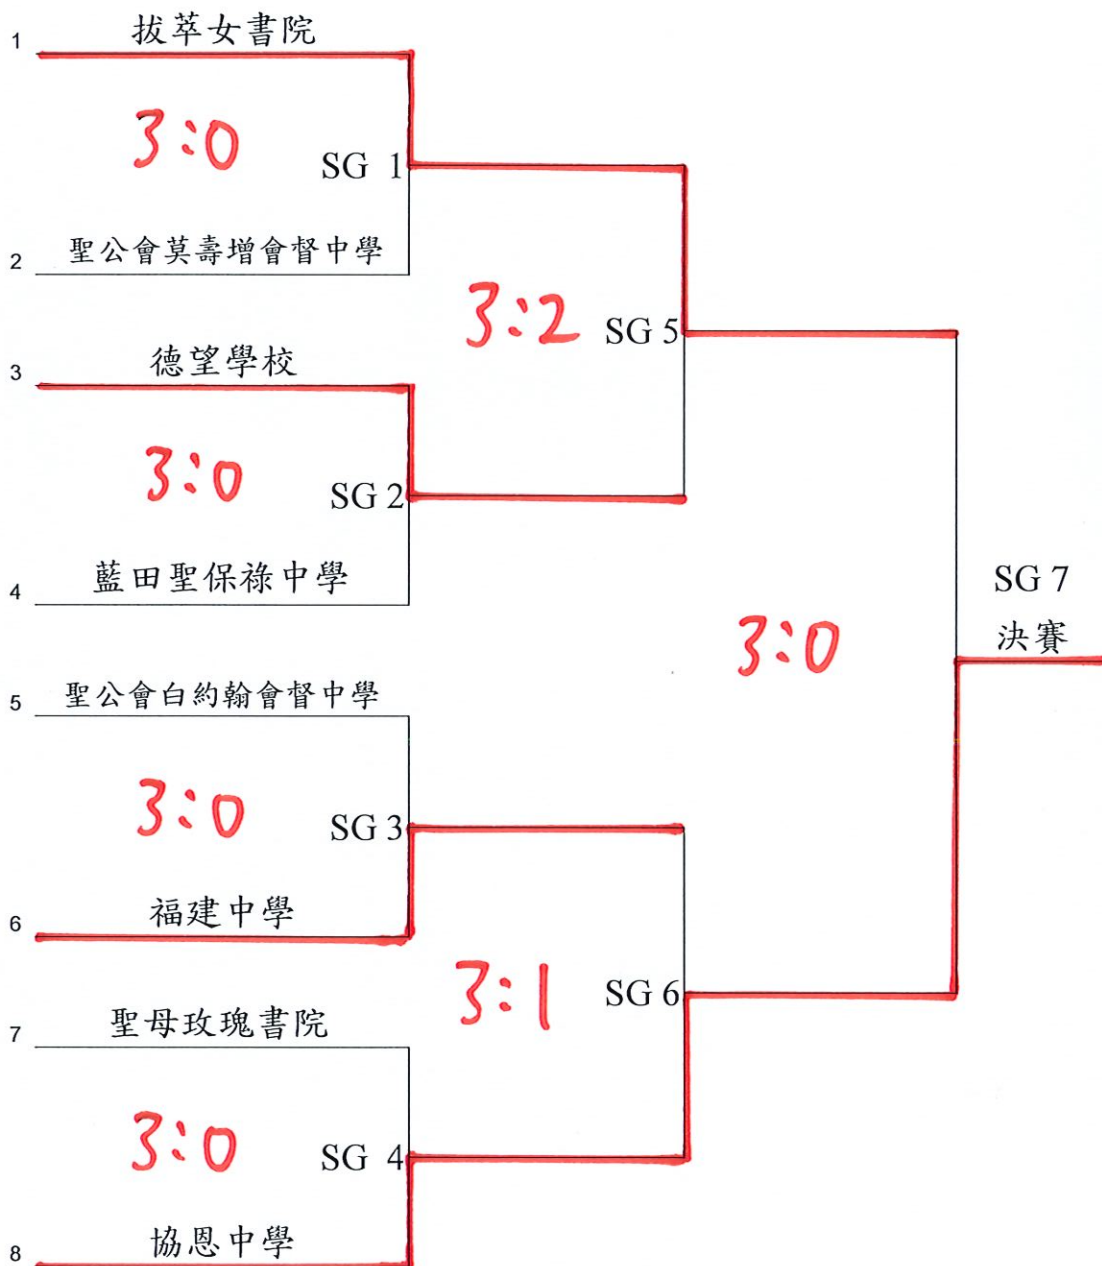 1 拔萃女書院
3:0
SG 1
2 聖公會莫壽增會督中學
3:2
SG 5
3 德望學校
3:0
SG 2
4 藍田聖保祿中學
SG 7
決賽
3:0
5 聖公會白約翰會督中學
3:0
SG 3
6 福建中學
3:1
SG 6
7 聖母玫瑰書院
3:0
SG 4
8 協恩中學